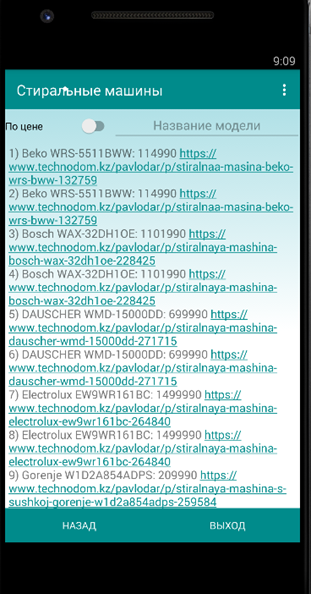 9:09
Стиральные машины
По цене
Название модели
1) Beko WRS-5511BWW: 114990 https://
www.technodom.kz/pavlodar/p/stiralnaa-masina-beko-
wrs-bww-132759
2) Beko WRS-5511BWW: 114990 https://
www.technodom.kz/pavlodar/p/stiralnaa-masina-beko-
wrs-bww-132759
3) Bosch WAX-32DH1OE: 1101990 https://
www.technodom.kz/pavlodar/p/stiralnaya-mashina-
bosch-wax-32dh1oe-228425
4) Bosch WAX-32DH1OE: 1101990 https://
www.technodom.kz/pavlodar/p/stiralnaya-mashina-
bosch-wax-32dh1oe-228425
5) DAUSCHER WMD-15000DD: 699990 https://
www.technodom.kz/pavlodar/p/stiralnaya-mashina-
dauscher-wmd-15000dd-271715
6) DAUSCHER WMD-15000DD: 699990 https://
www.technodom.kz/pavlodar/p/stiralnaya-mashina-
dauscher-wmd-15000dd-271715
7) Electrolux EW9WR161BC: 1499990 https://
www.technodom.kz/pavlodar/p/stiralnaya-mashina-
electrolux-ew9wr161bc-264840
8) Electrolux EW9WR161BC: 1499990 https://
www.technodom.kz/pavlodar/p/stiralnaya-mashina-
electrolux-ew9wr161bc-264840
9) Gorenje W1D2A854ADPS: 209990 https://
www.technodom.kz/pavlodar/p/stiralnaya-mashina-s-
sushkoj-gorenje-w1d2a854adps-259584
НАЗАД
ВЫХОД